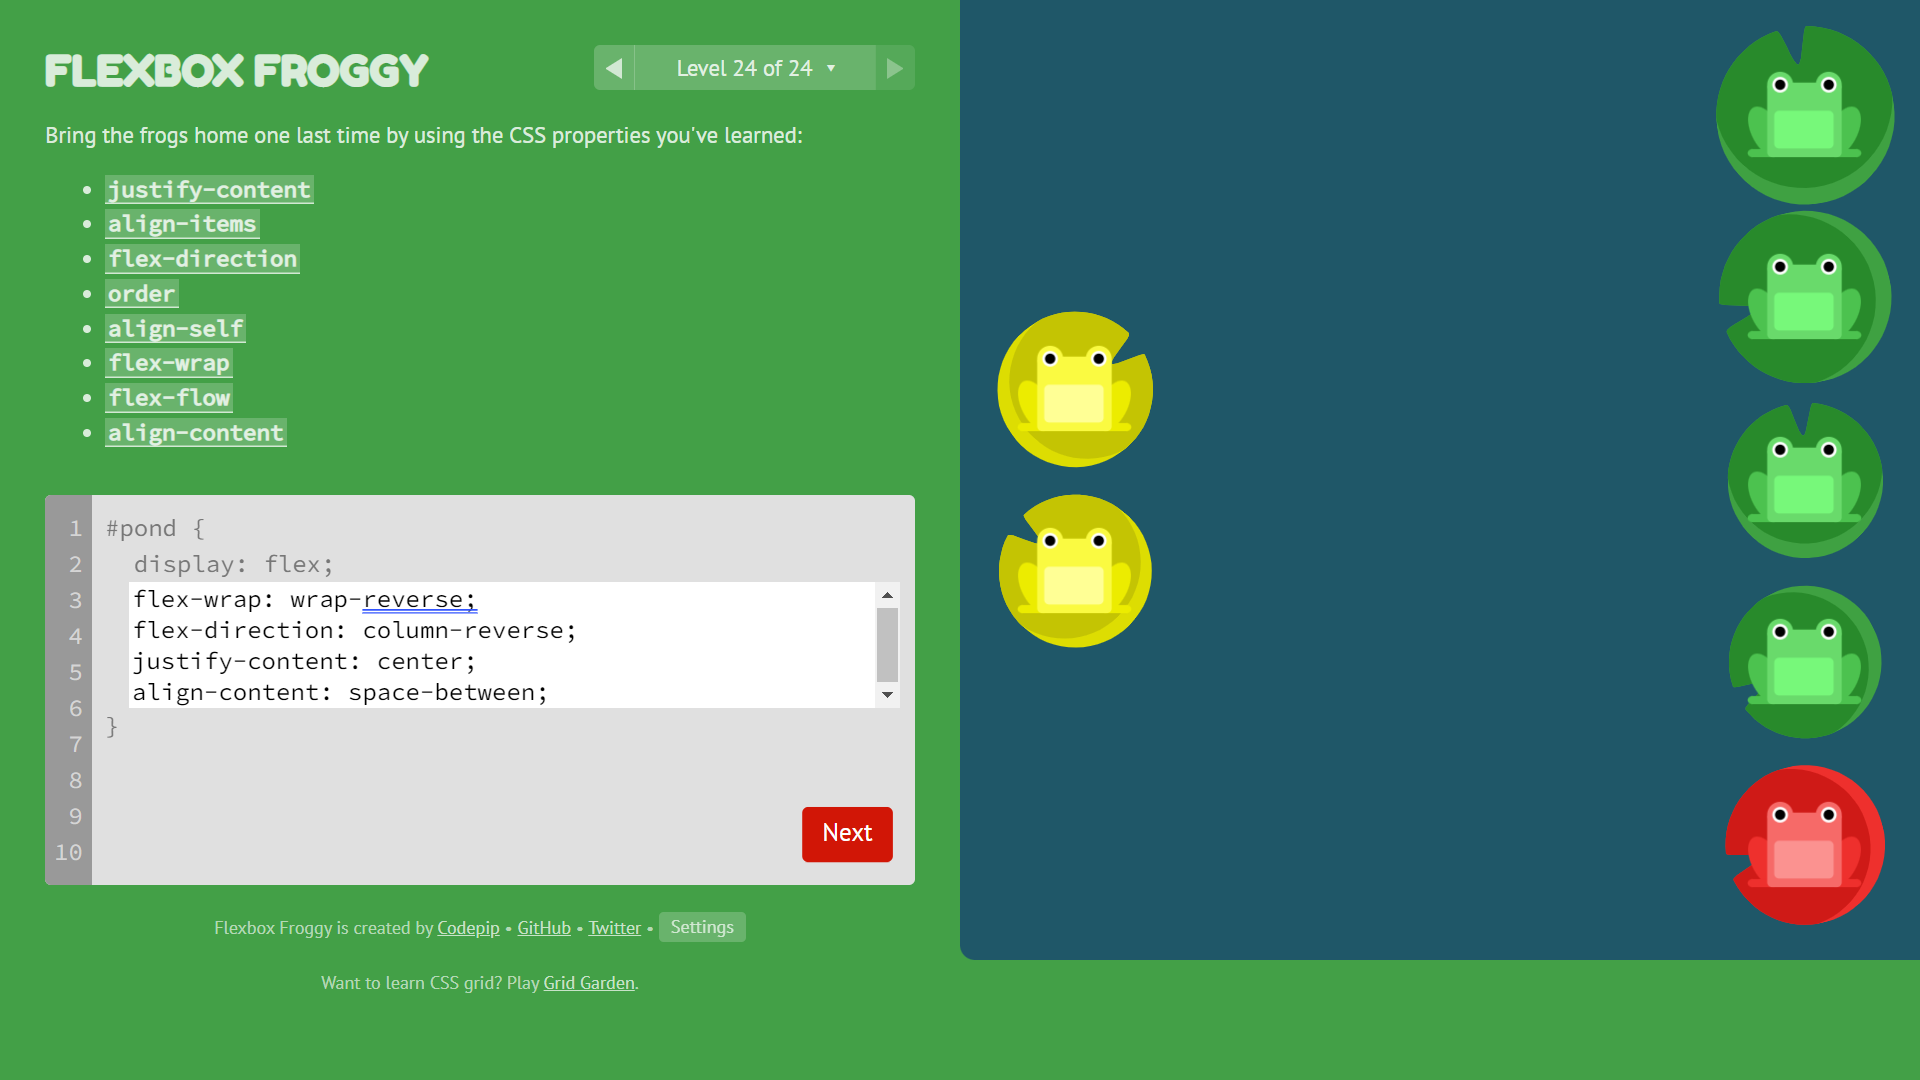 FLEXBOX FROGGY
Level 24 of 24 ▼
Bring the frogs home one last time by using the CSS properties you've learned:
• justify-content
• align-items
• flex-direction
• order
• align-self
• flex-wrap
• flex-flow
• align-content
1 #pond {
2 display: flex;
3 flex-wrap: wrap-reverse;
4 flex-direction: column-reverse;
5 justify-content: center;
6 align-content: space-between;
7 }
8
9
10
Next
Flexbox Froggy is created by Codepip • GitHub • Twitter • Settings
Want to learn CSS grid? Play Grid Garden.